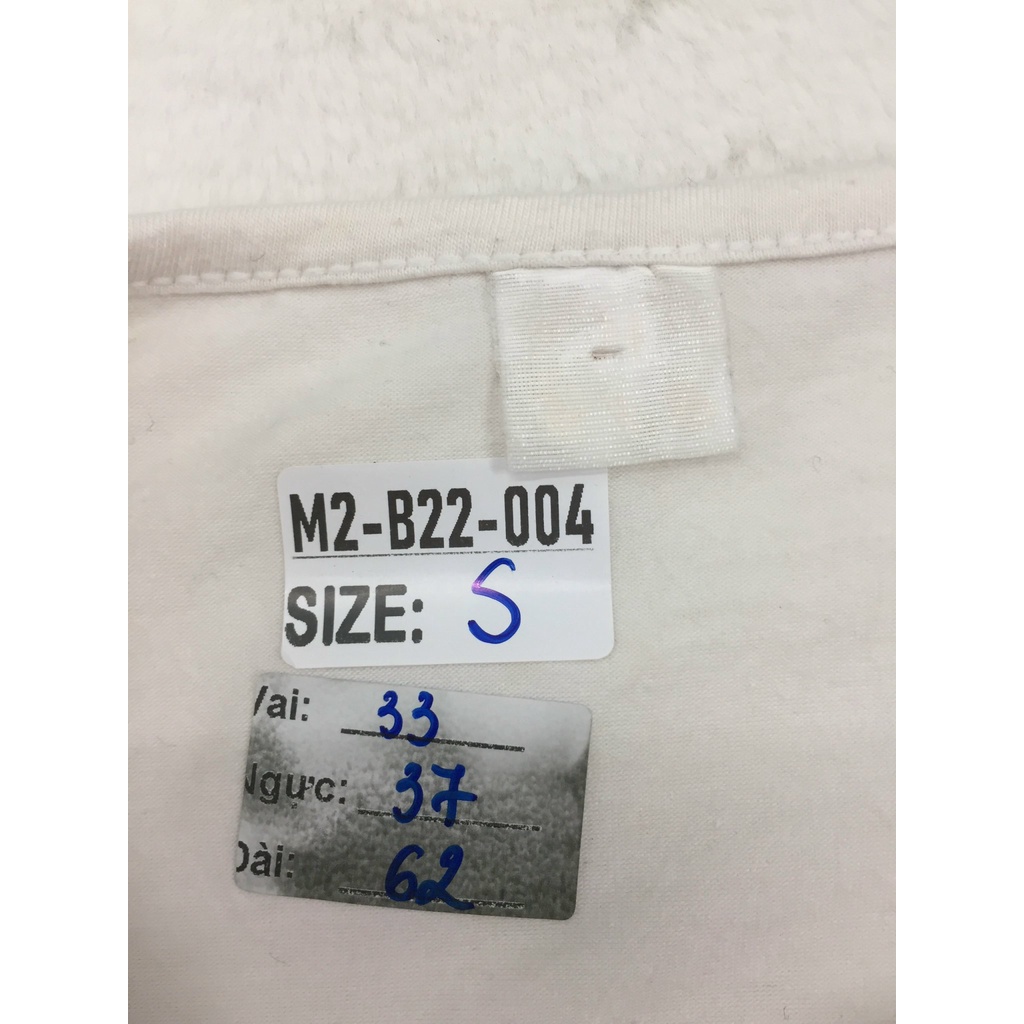 M2-B22-004
SIZE: S
Vai: 33
Ngực: 37
Dài: 62